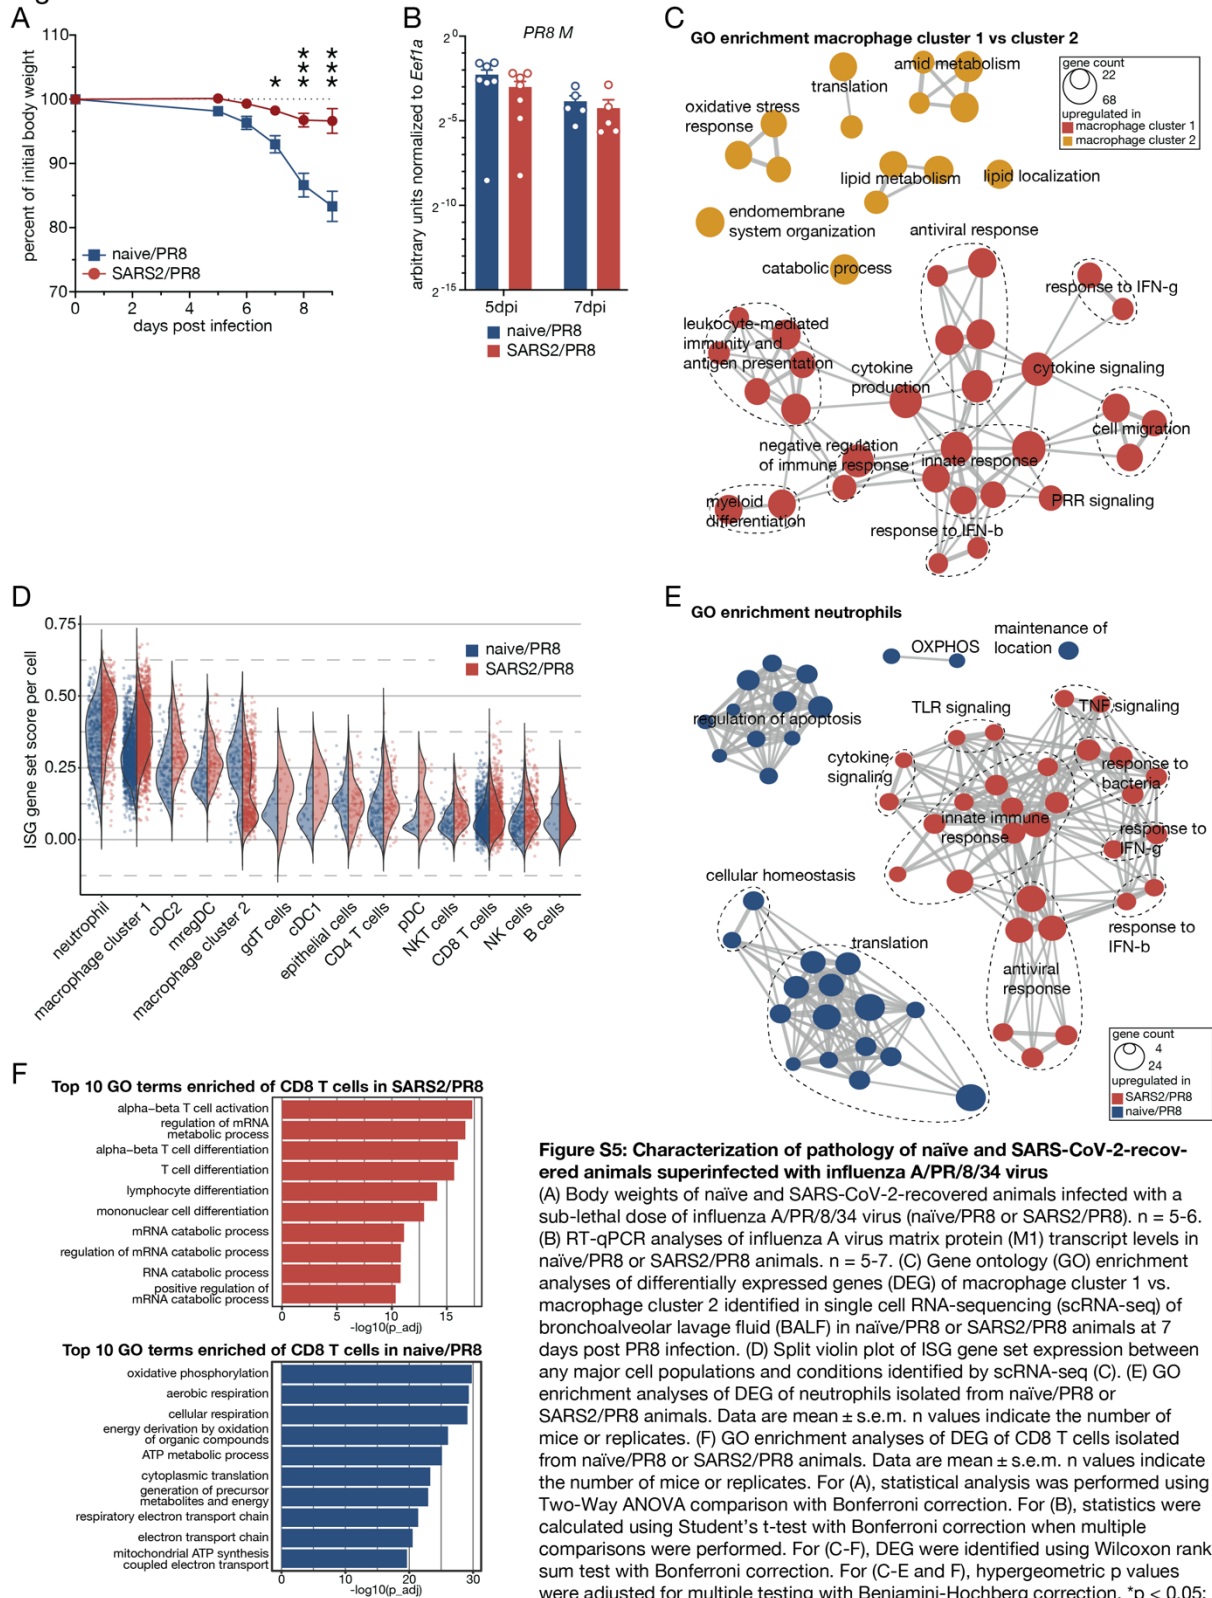 A
110
100
90
80
70
percent of initial body weight
*
***
***
naive/PR8
SARS2/PR8
0 2 4 6 8
days post infection
B
PR8 M
2^0
2^-5
2^-10
2^-15
arbitrary units normalized to Eef1a
5dpi 7dpi
naive/PR8
SARS2/PR8
C
GO enrichment macrophage cluster 1 vs cluster 2
gene count
22
68
upregulated in
macrophage cluster 1
macrophage cluster 2
translation
amid metabolism
oxidative stress
response
lipid metabolism
lipid localization
endomembrane
system organization
catabolic process
antiviral response
response to IFN-g
leukocyte-mediated
immunity and
antigen presentation
cytokine
production
cytokine signaling
cell migration
negative regulation
of immune response
innate response
myeloid
differentiation
PRR signaling
response to IFN-b
D
0.75
0.50
0.25
0.00
ISG gene set score per cell
naive/PR8
SARS2/PR8
neutrophil
macrophage cluster 1
cDC2
mregDC
macrophage cluster 2
gdT cells
cDC1
epithelial cells
CD4 T cells
pDC
NKT cells
CD8 T cells
NK cells
B cells
E
GO enrichment neutrophils
OXPHOS
maintenance of
location
regulation of apoptosis
TLR signaling
TNF signaling
cytokine
signaling
response to
bacteria
innate immune
response
response to
IFN-g
cellular homeostasis
response to
IFN-b
translation
antiviral
response
gene count
4
24
upregulated in
SARS2/PR8
naive/PR8
F
Top 10 GO terms enriched of CD8 T cells in SARS2/PR8
alpha−beta T cell activation
regulation of mRNA
metabolic process
alpha−beta T cell differentiation
T cell differentiation
lymphocyte differentiation
mononuclear cell differentiation
mRNA catabolic process
regulation of mRNA catabolic process
RNA catabolic process
positive regulation of
mRNA catabolic process
0 5 10 15
-log10(p_adj)
Top 10 GO terms enriched of CD8 T cells in naive/PR8
oxidative phosphorylation
aerobic respiration
cellular respiration
energy derivation by oxidation
of organic compounds
ATP metabolic process
cytoplasmic translation
generation of precursor
metabolites and energy
respiratory electron transport chain
electron transport chain
mitochondrial ATP synthesis
coupled electron transport
0 10 20 30
-log10(p_adj)
Figure S5: Characterization of pathology of naïve and SARS-CoV-2-recov-
ered animals superinfected with influenza A/PR/8/34 virus
(A) Body weights of naïve and SARS-CoV-2-recovered animals infected with a
sub-lethal dose of influenza A/PR/8/34 virus (naïve/PR8 or SARS2/PR8). n = 5-6.
(B) RT-qPCR analyses of influenza A virus matrix protein (M1) transcript levels in
naïve/PR8 or SARS2/PR8 animals. n = 5-7. (C) Gene ontology (GO) enrichment
analyses of differentially expressed genes (DEG) of macrophage cluster 1 vs.
macrophage cluster 2 identified in single cell RNA-sequencing (scRNA-seq) of
bronchoalveolar lavage fluid (BALF) in naïve/PR8 or SARS2/PR8 animals at 7
days post PR8 infection. (D) Split violin plot of ISG gene set expression between
any major cell populations and conditions identified by scRNA-seq (C). (E) GO
enrichment analyses of DEG of neutrophils isolated from naïve/PR8 or
SARS2/PR8 animals. Data are mean ± s.e.m. n values indicate the number of
mice or replicates. (F) GO enrichment analyses of DEG of CD8 T cells isolated
from naïve/PR8 or SARS2/PR8 animals. Data are mean ± s.e.m. n values indicate
the number of mice or replicates. For (A), statistical analysis was performed using
Two-Way ANOVA comparison with Bonferroni correction. For (B), statistics were
calculated using Student's t-test with Bonferroni correction when multiple
comparisons were performed. For (C-F), DEG were identified using Wilcoxon rank
sum test with Bonferroni correction. For (C-E and F), hypergeometric p values
were adjusted for multiple testing with Benjamini-Hochberg correction. *p < 0.05;